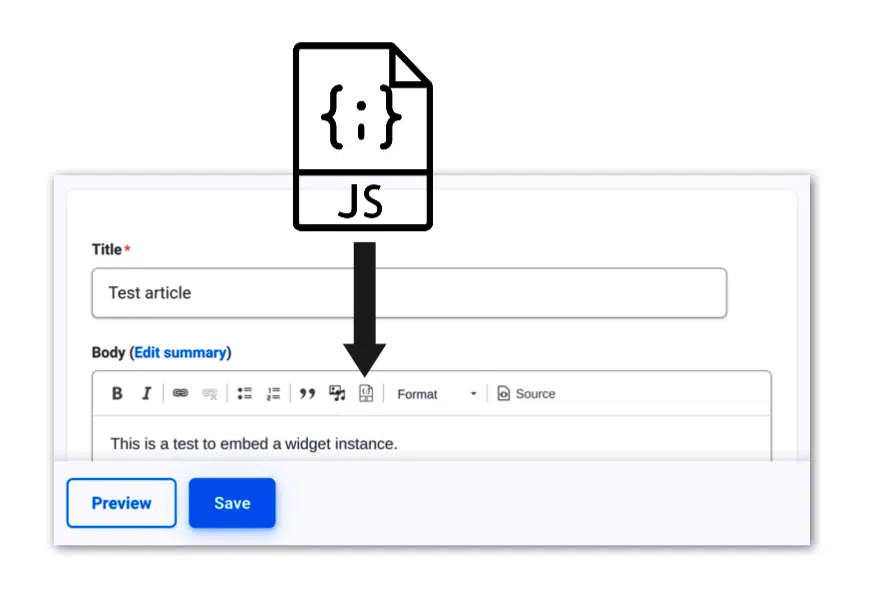 {;}
JS
Title*
Test article
Body (Edit summary)
B I Format Source
This is a test to embed a widget instance.
Preview Save